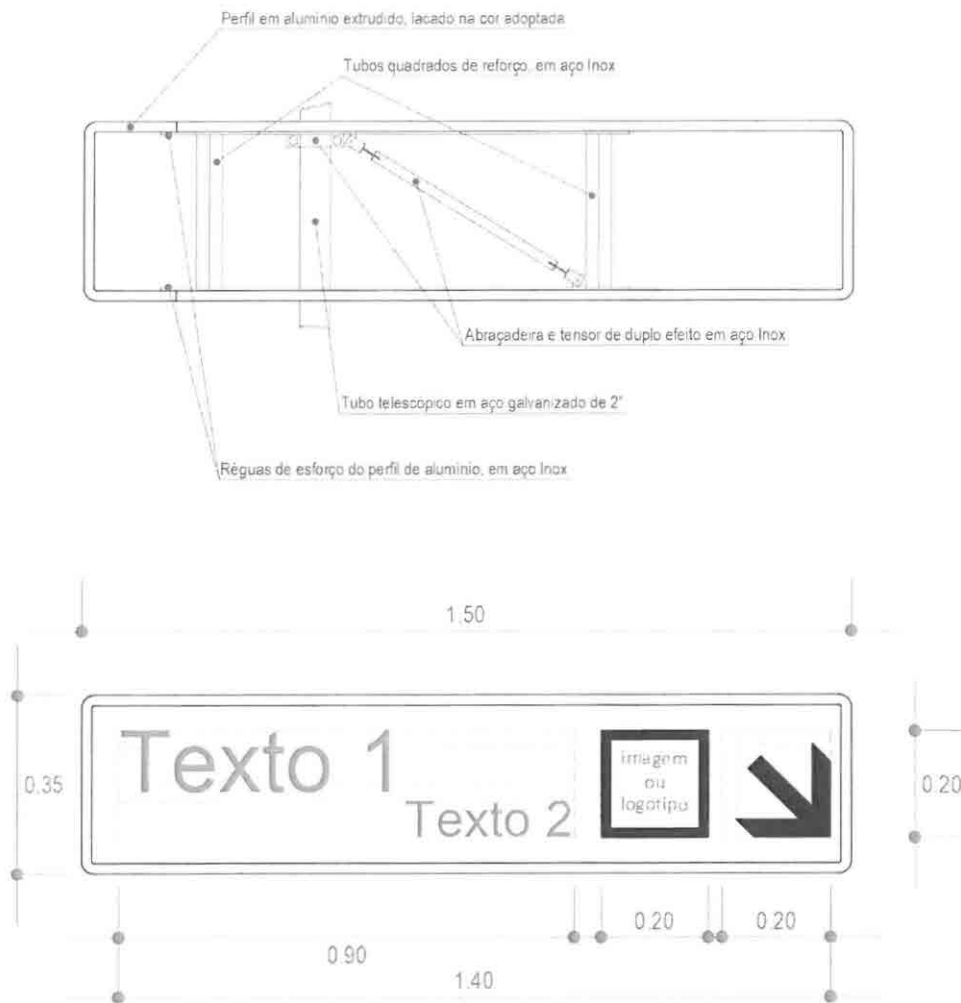 Perfil em alumínio extrudido, lacado na cor adoptada
Tubos quadrados de reforço, em aço Inox
Abraçadeira e tensor de duplo efeito em aço Inox
Tubo telescópico em aço galvanizado de 2"
Réguas de esforço do perfil de alumínio, em aço Inox
1.50
0.35
Texto 1
Texto 2
imagem
ou
logotipo
0.20
0.20
0.20
0.90
1.40